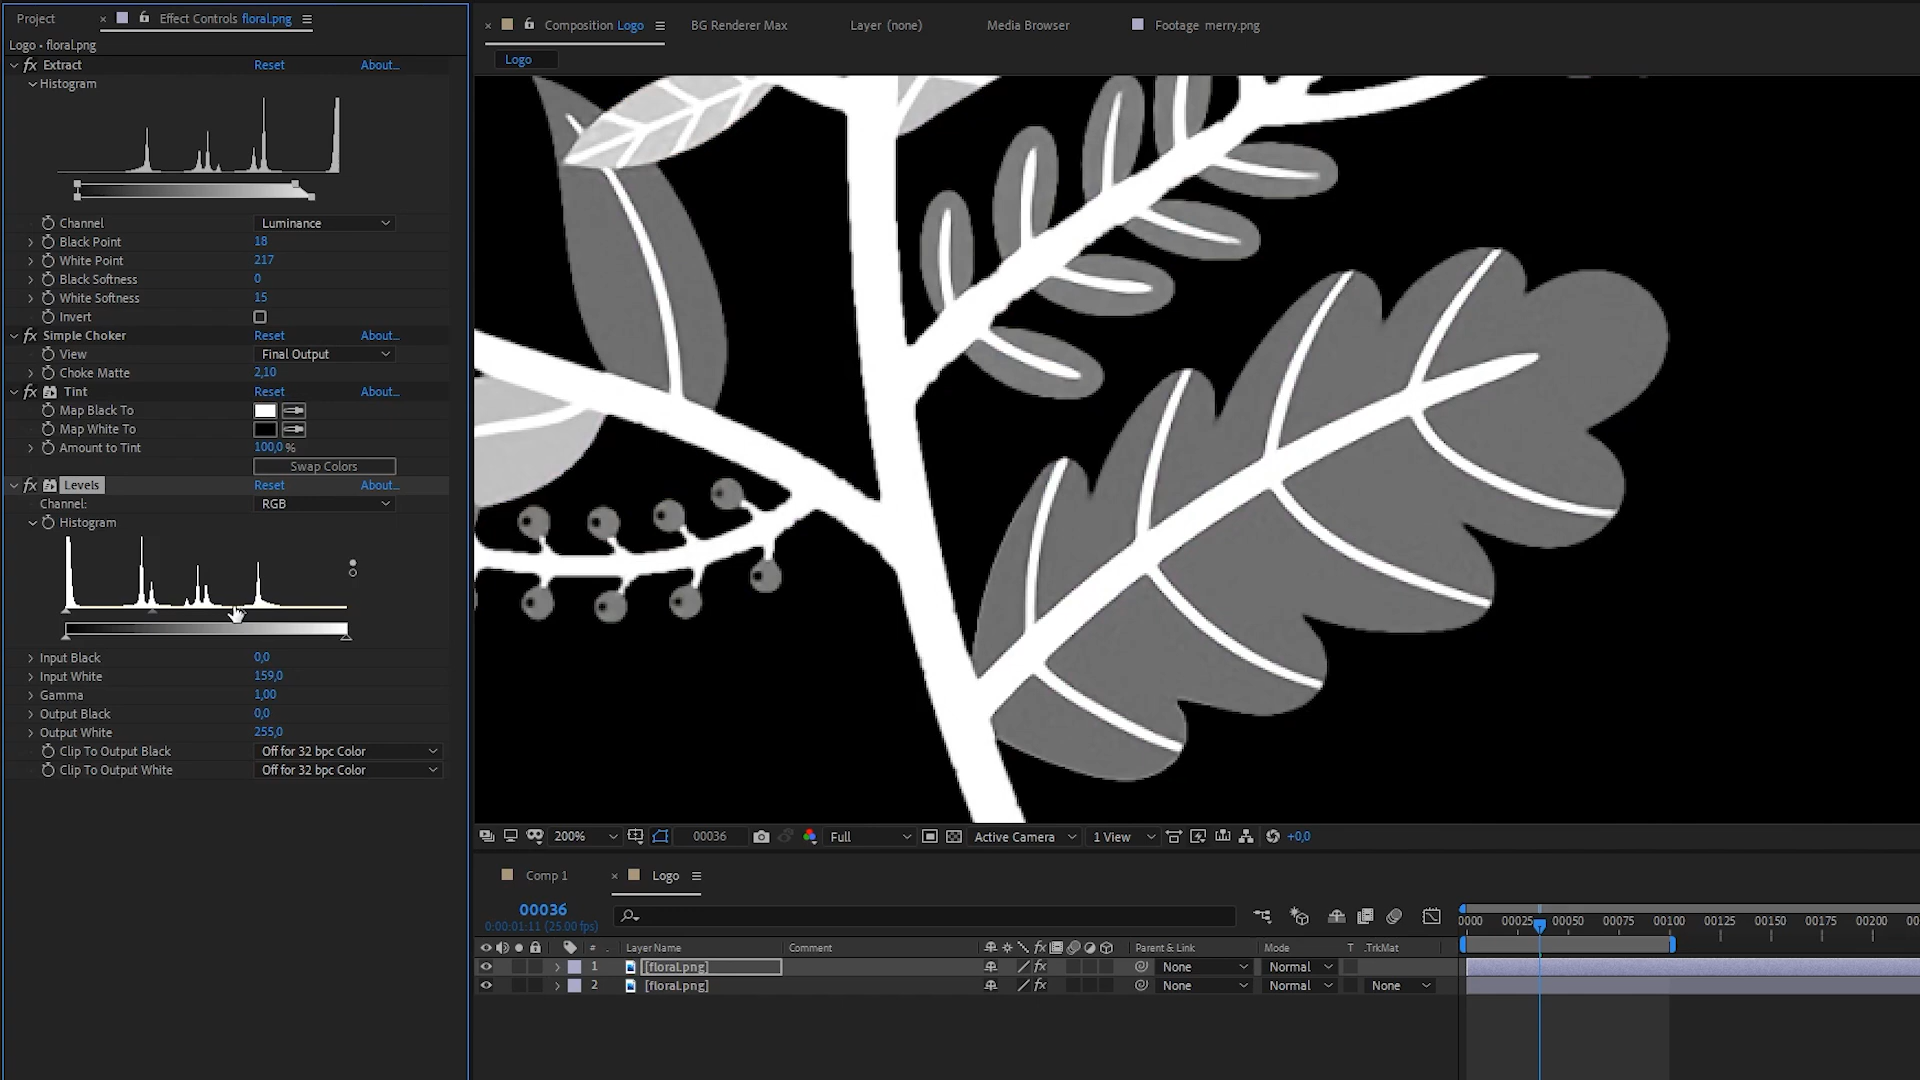 Project
× Effect Controls floral.png
Logo • floral.png
fx Extract Reset About...
Histogram
Channel Luminance
Black Point 18
White Point 217
Black Softness 0
White Softness 15
Invert
fx Simple Choker Reset About...
View Final Output
Choke Matte 2,10
fx Tint Reset About...
Map Black To
Map White To
Amount to Tint 100,0 %
Swap Colors
fx Levels Reset About...
Channel: RGB
Histogram
Input Black 0,0
Input White 159,0
Gamma 1,00
Output Black 0,0
Output White 255,0
Clip To Output Black Off for 32 bpc Color
Clip To Output White Off for 32 bpc Color
× Composition Logo BG Renderer Max Layer (none) Media Browser Footage merry.png
Logo
200% 00036 Full Active Camera 1 View +0,0
Comp 1 × Logo
00036
0:00:01:11 (25.00 fps)
0000 00025 00050 00075 00100 00125 00150 00175 00200 00
# Layer Name Comment fx Parent & Link Mode T .TrkMat
1 [floral.png] fx None Normal
2 [floral.png] fx None Normal None